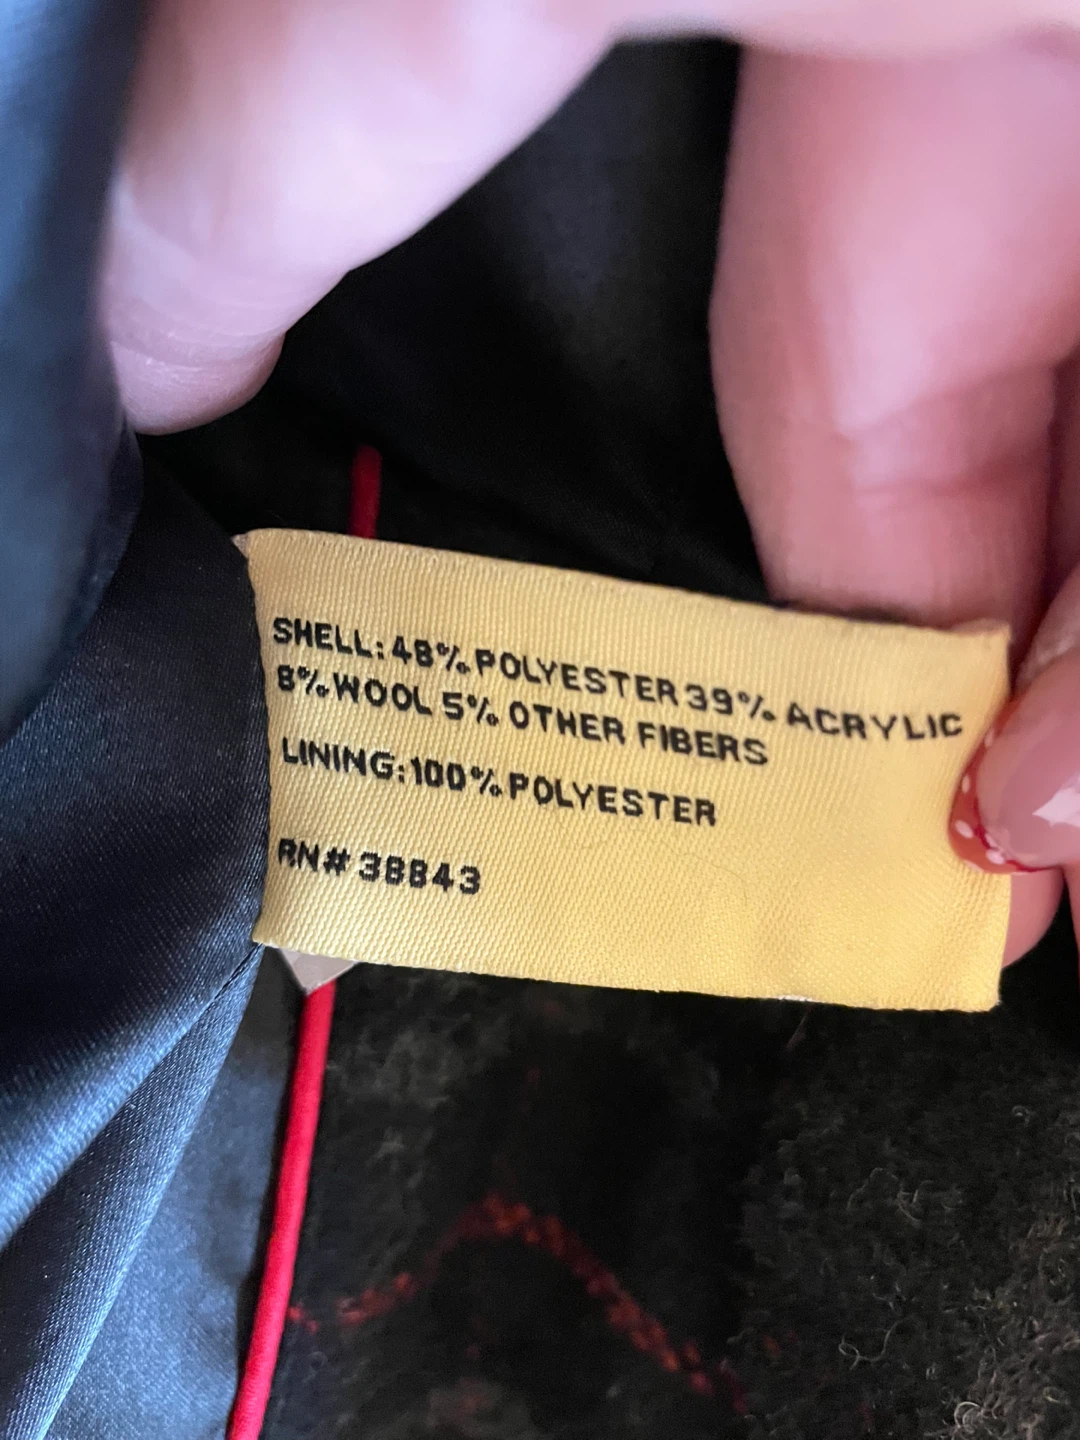 SHELL: 48% POLYESTER 39% ACRYLIC
8% WOOL 5% OTHER FIBERS
LINING: 100% POLYESTER
RN# 38843